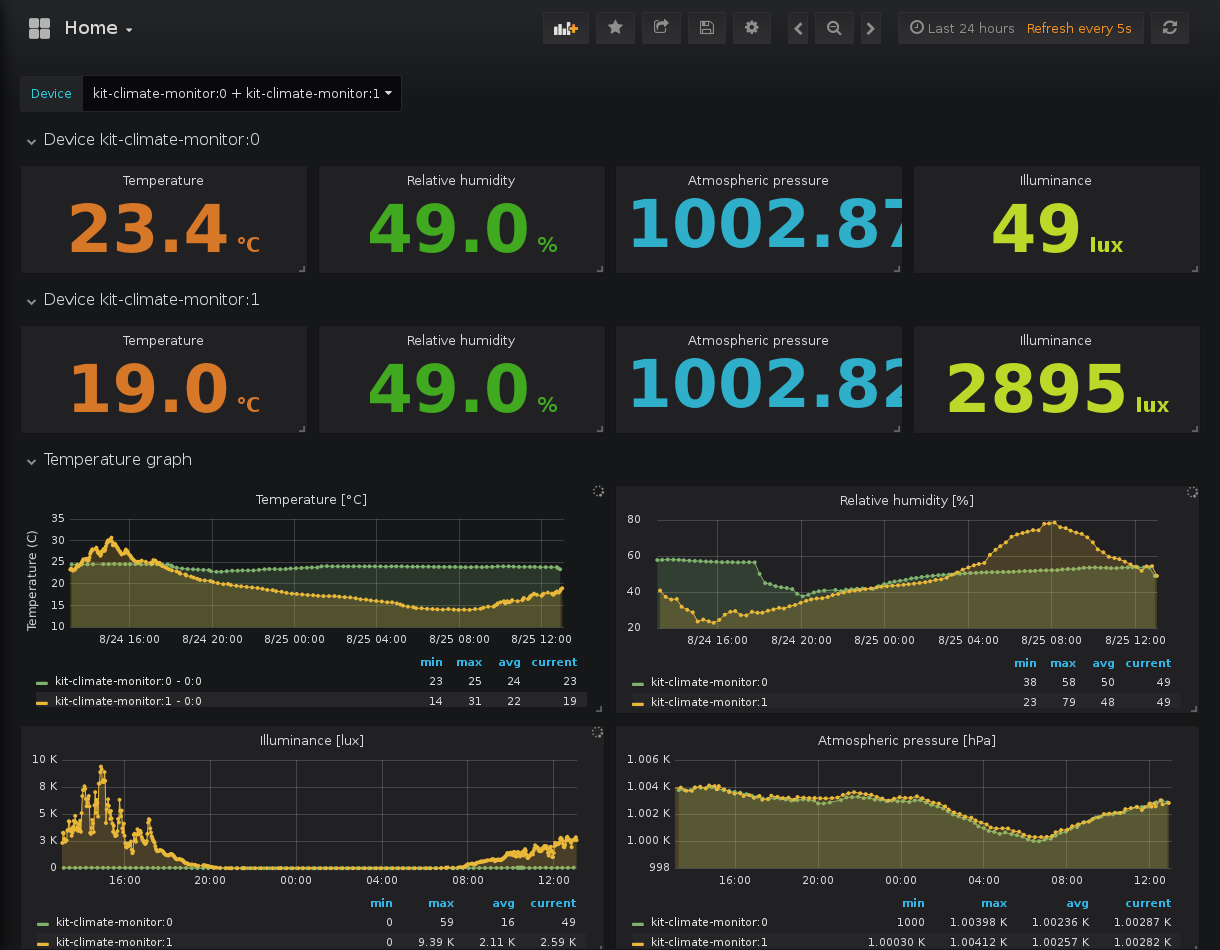 Home
Last 24 hours Refresh every 5s
Device kit-climate-monitor:0 + kit-climate-monitor:1
Device kit-climate-monitor:0
Temperature Relative humidity Atmospheric pressure Illuminance
23.4 °C 49.0 % 1002.87 49 lux
Device kit-climate-monitor:1
Temperature Relative humidity Atmospheric pressure Illuminance
19.0 °C 49.0 % 1002.82 2895 lux
Temperature graph
Temperature [°C]
Temperature (C)
35
30
25
20
15
10
8/24 16:00 8/24 20:00 8/25 00:00 8/25 04:00 8/25 08:00 8/25 12:00
min max avg current
kit-climate-monitor:0 - 0:0 23 25 24 23
kit-climate-monitor:1 - 0:0 14 31 22 19
Relative humidity [%]
80
60
40
20
8/24 16:00 8/24 20:00 8/25 00:00 8/25 04:00 8/25 08:00 8/25 12:00
min max avg current
kit-climate-monitor:0 38 58 50 49
kit-climate-monitor:1 23 79 48 49
Illuminance [lux]
10 K
8 K
5 K
3 K
0
16:00 20:00 00:00 04:00 08:00 12:00
min max avg current
kit-climate-monitor:0 0 59 16 49
kit-climate-monitor:1 0 9.39 K 2.11 K 2.59 K
Atmospheric pressure [hPa]
1.006 K
1.004 K
1.002 K
1.000 K
998
16:00 20:00 00:00 04:00 08:00 12:00
min max avg current
kit-climate-monitor:0 1000 1.00398 K 1.00236 K 1.00287 K
kit-climate-monitor:1 1.00030 K 1.00412 K 1.00257 K 1.00282 K